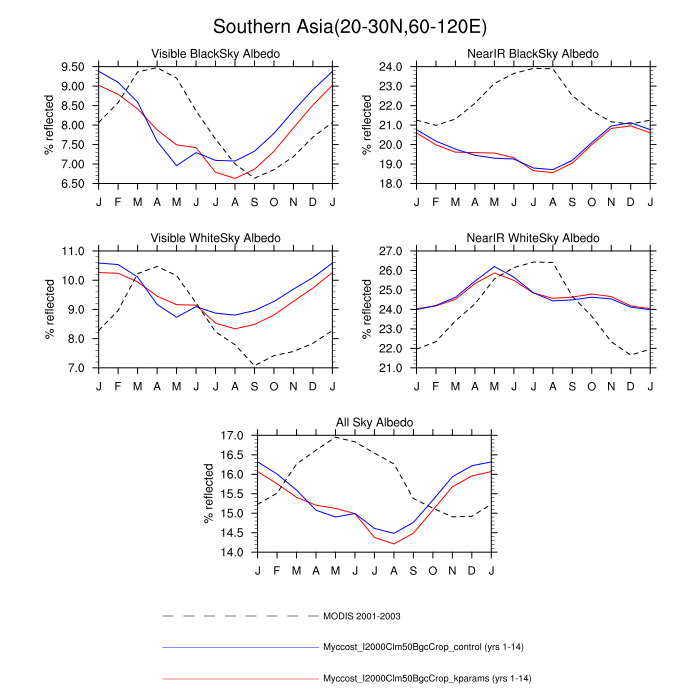 Southern Asia(20-30N,60-120E)
Visible BlackSky Albedo
% reflected
9.50
9.00
8.50
8.00
7.50
7.00
6.50
J F M A M J J A S O N D J
NearIR BlackSky Albedo
% reflected
24.0
23.0
22.0
21.0
20.0
19.0
18.0
J F M A M J J A S O N D J
Visible WhiteSky Albedo
% reflected
11.0
10.0
9.0
8.0
7.0
J F M A M J J A S O N D J
NearIR WhiteSky Albedo
% reflected
27.0
26.0
25.0
24.0
23.0
22.0
21.0
J F M A M J J A S O N D J
All Sky Albedo
% reflected
17.0
16.0
15.5
15.0
14.0
14.0
J F M A M J J A S O N D J
MODIS 2001-2003
Myccost_I2000Clm50BgcCrop_control (yrs 1-14)
Myccost_I2000Clm50BgcCrop_kparams (yrs 1-14)